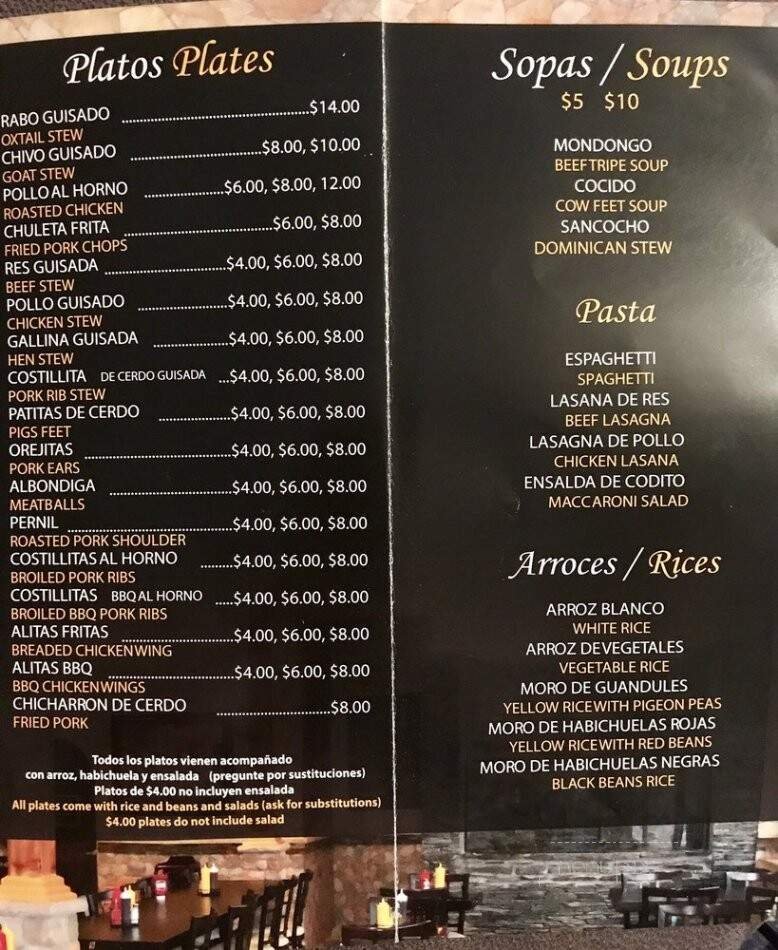 Platos Plates
RABO GUISADO ........................$14.00
OXTAIL STEW
CHIVO GUISADO ........................$8.00, $10.00
GOAT STEW
POLLO AL HORNO ........................$6.00, $8.00, 12.00
ROASTED CHICKEN
CHULETA FRITA ........................$6.00, $8.00
FRIED PORK CHOPS
RES GUISADA ........................$4.00, $6.00, $8.00
BEEF STEW
POLLO GUISADO ........................$4.00, $6.00, $8.00
CHICKEN STEW
GALLINA GUISADA ........................$4.00, $6.00, $8.00
HEN STEW
COSTILLITA DE CERDO GUISADA ...$4.00, $6.00, $8.00
PORK RIB STEW
PATITAS DE CERDO ........................$4.00, $6.00, $8.00
PIGS FEET
OREJITAS ........................$4.00, $6.00, $8.00
PORK EARS
ALBONDIGA ........................$4.00, $6.00, $8.00
MEATBALLS
PERNIL ........................$4.00, $6.00, $8.00
ROASTED PORK SHOULDER
COSTILLITAS AL HORNO ........$4.00, $6.00, $8.00
BROILED PORK RIBS
COSTILLITAS BBQ AL HORNO .....$4.00, $6.00, $8.00
BROILED BBQ PORK RIBS
ALITAS FRITAS ........................$4.00, $6.00, $8.00
BREADED CHICKEN WING
ALITAS BBQ ........................$4.00, $6.00, $8.00
BBQ CHICKEN WINGS
CHICHARRON DE CERDO ........................$8.00
FRIED PORK
Todos los platos vienen acompañado
con arroz, habichuela y ensalada (pregunte por sustituciones)
Platos de $4.00 no incluyen ensalada
All plates come with rice and beans and salads (ask for substitutions)
$4.00 plates do not include salad
Sopas / Soups
$5 $10
MONDONGO
BEEF TRIPE SOUP
COCIDO
COW FEET SOUP
SANCOCHO
DOMINICAN STEW
Pasta
ESPAGHETTI
SPAGHETTI
LASANA DE RES
BEEF LASAGNA
LASAGNA DE POLLO
CHICKEN LASANA
ENSALDA DE CODITO
MACCARONI SALAD
Arroces / Rices
ARROZ BLANCO
WHITE RICE
ARROZ DE VEGETALES
VEGETABLE RICE
MORO DE GUANDULES
YELLOW RICE WITH PIGEON PEAS
MORO DE HABICHUELAS ROJAS
YELLOW RICE WITH RED BEANS
MORO DE HABICHUELAS NEGRAS
BLACK BEANS RICE